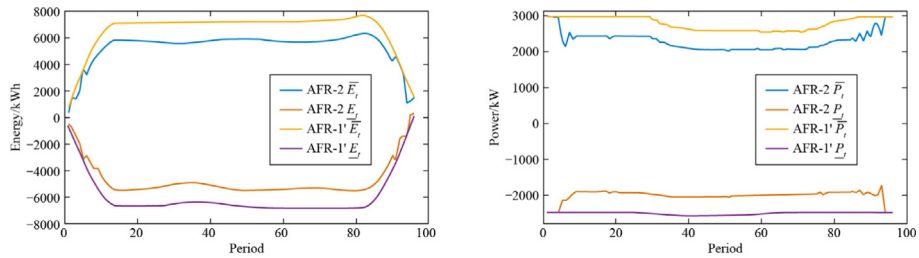 8000
6000
4000
2000
0
−2000
−4000
−6000
−8000
Energy/kWh
AFR-2 E̅t
AFR-2 E̲t
AFR-1' E̅t
AFR-1' E̲t
0
20
40
60
80
100
Period
3000
2000
1000
0
−1000
−2000
Power/kW
AFR-2 P̅t
AFR-2 P̲t
AFR-1' P̅t
AFR-1' P̲t
0
20
40
60
80
100
Period